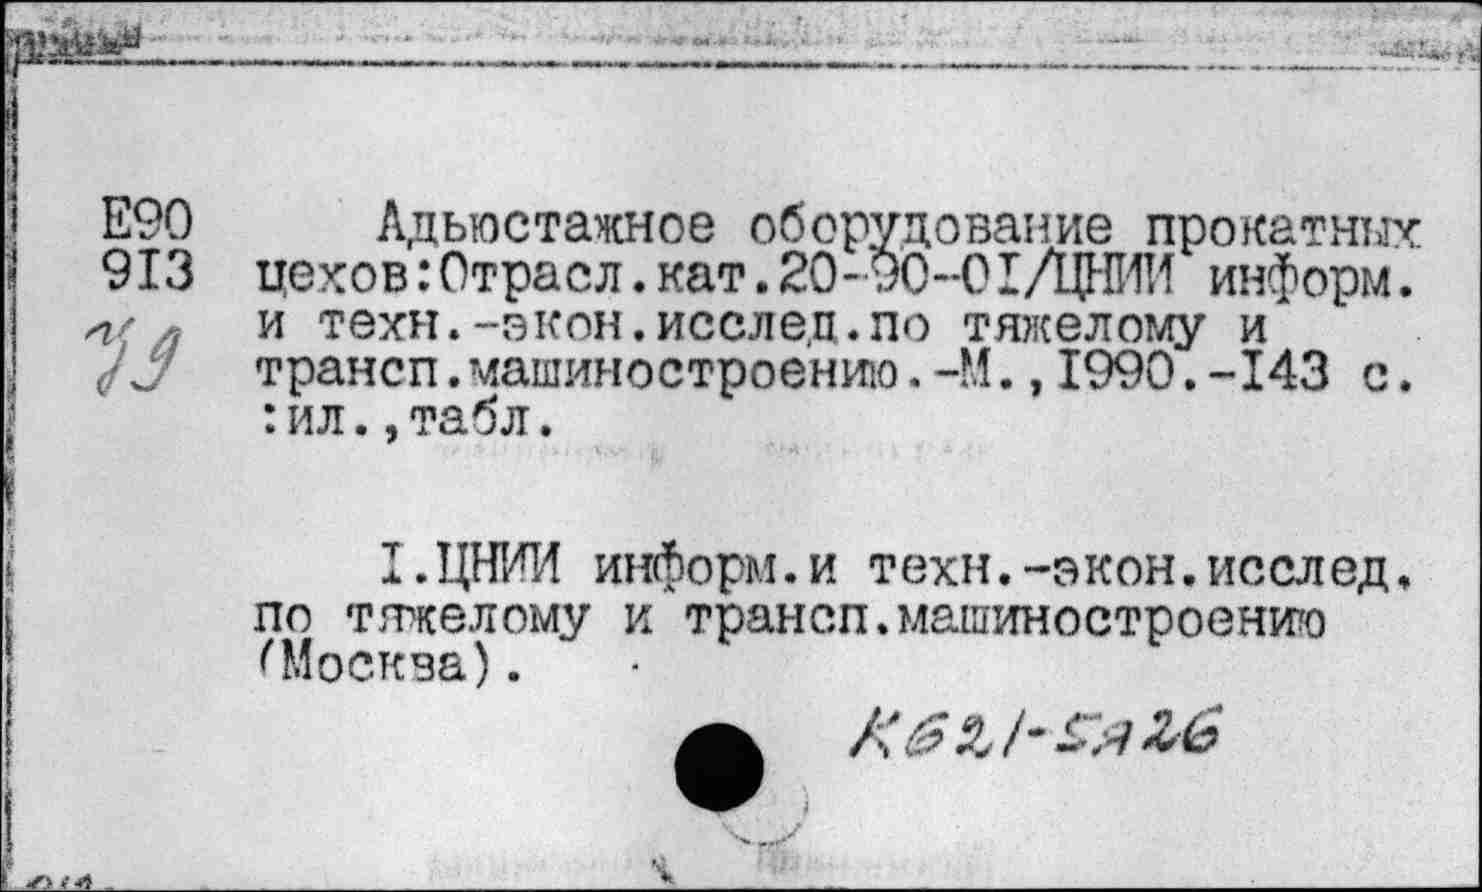 Е90 Адьюстажное оборудование прокатных
913 цехов:Отрасл.кат.20-90-01/ЦНИИ информ.
и техн.-экон.исслед.по тяжелому и
трансп.машиностроению.-М.,1990.-143 с.
:ил.,табл.
I.ЦНИИ информ.и техн.-экон.исслед.
по тяжелому и трансп.машиностроению
(Москва).
К621-5Я26